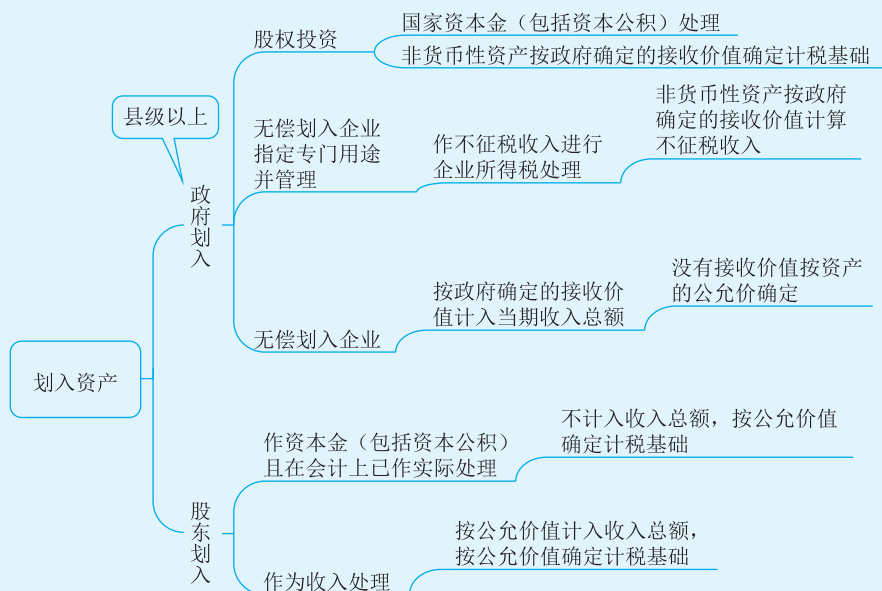 划入资产
县级以上
政府划入
股权投资
国家资本金（包括资本公积）处理
非货币性资产按政府确定的接收价值确定计税基础
无偿划入企业
指定专门用途
并管理
作不征税收入进行
企业所得税处理
非货币性资产按政府
确定的接收价值计算
不征税收入
无偿划入企业
按政府确定的接收价
值计入当期收入总额
没有接收价值按资产
的公允价确定
股东划入
作资本金（包括资本公积）
且在会计上已作实际处理
不计入收入总额，按公允价值
确定计税基础
作为收入处理
按公允价值计入收入总额，
按公允价值确定计税基础